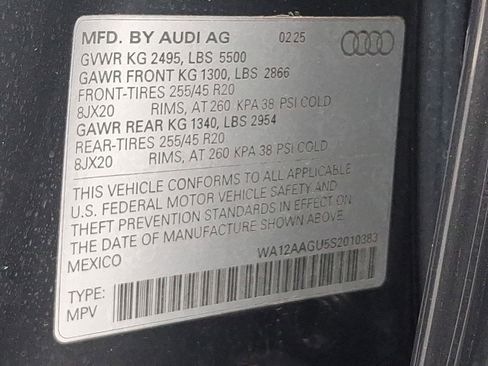 MFD. BY AUDI AG 02 25
GVWR KG 2495, LBS 5500
GAWR FRONT KG 1300, LBS 2866
FRONT-TIRES 255/45 R20
8JX20 RIMS, AT 260 KPA 38 PSI COLD
GAWR REAR KG 1340, LBS 2954
REAR-TIRES 255/45 R20
8JX20 RIMS, AT 260 KPA 38 PSI COLD
THIS VEHICLE CONFORMS TO ALL APPLICABLE
U.S. FEDERAL MOTOR VEHICLE SAFETY AND
THEFT PREVENTION STANDARDS IN EFFECT ON
THE DATE OF MANUFACTURE SHOWN ABOVE.
MEXICO WA12AAGU5S2010383
TYPE:
MPV